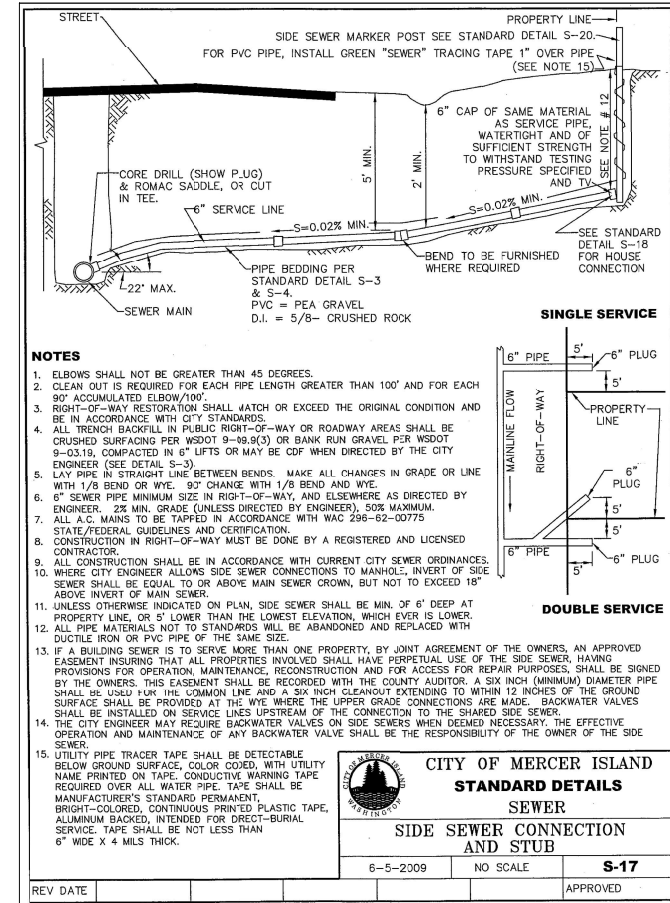 STREET
PROPERTY LINE
SIDE SEWER MARKER POST SEE STANDARD DETAIL S-20.
FOR PVC PIPE, INSTALL GREEN "SEWER" TRACING TAPE 1" OVER PIPE
(SEE NOTE 15)
6" CAP OF SAME MATERIAL
AS SERVICE PIPE,
WATERTIGHT AND OF
SUFFICIENT STRENGTH
TO WITHSTAND TESTING
PRESSURE SPECIFIED
AND TV
SEE NOTE # 12
5' MIN.
2' MIN.
CORE DRILL (SHOW PLUG)
& ROMAC SADDLE, OR CUT
IN TEE.
6" SERVICE LINE
S=0.02% MIN.
S=0.02% MIN.
22° MAX.
SEWER MAIN
PIPE BEDDING PER
STANDARD DETAIL S-3
& S-4.
PVC = PEA GRAVEL
D.I. = 5/8- CRUSHED ROCK
BEND TO BE FURNISHED
WHERE REQUIRED
SEE STANDARD
DETAIL S-18
FOR HOUSE
CONNECTION
SINGLE SERVICE
6" PIPE
5'
6" PLUG
5'
MAINLINE FLOW
RIGHT-OF-WAY
PROPERTY
LINE
6"
PLUG
5'
5'
6" PIPE
5'
6" PLUG
DOUBLE SERVICE
NOTES
1. ELBOWS SHALL NOT BE GREATER THAN 45 DEGREES.
2. CLEAN OUT IS REQUIRED FOR EACH PIPE LENGTH GREATER THAN 100' AND FOR EACH
90° ACCUMULATED ELBOW/100'.
3. RIGHT-OF-WAY RESTORATION SHALL MATCH OR EXCEED THE ORIGINAL CONDITION AND
BE IN ACCORDANCE WITH CITY STANDARDS.
4. ALL TRENCH BACKFILL IN PUBLIC RIGHT-OF-WAY OR ROADWAY AREAS SHALL BE
CRUSHED SURFACING PER WSDOT 9-09.9(3) OR BANK RUN GRAVEL PER WSDOT
9-03.19, COMPACTED IN 6" LIFTS OR MAY BE CDF WHEN DIRECTED BY THE CITY
ENGINEER (SEE DETAIL S-3).
5. LAY PIPE IN STRAIGHT LINE BETWEEN BENDS. MAKE ALL CHANGES IN GRADE OR LINE
WITH 1/8 BEND OR WYE. 90° CHANGE WITH 1/8 BEND AND WYE.
6. 6" SEWER PIPE MINIMUM SIZE IN RIGHT-OF-WAY, AND ELSEWHERE AS DIRECTED BY
ENGINEER. 2% MIN. GRADE (UNLESS DIRECTED BY ENGINEER), 50% MAXIMUM.
7. ALL A.C. MAINS TO BE TAPPED IN ACCORDANCE WITH WAC 296-62-00775
STATE/FEDERAL GUIDELINES AND CERTIFICATION.
8. CONSTRUCTION IN RIGHT-OF-WAY MUST BE DONE BY A REGISTERED AND LICENSED
CONTRACTOR.
9. ALL CONSTRUCTION SHALL BE IN ACCORDANCE WITH CURRENT CITY SEWER ORDINANCES.
10. WHERE CITY ENGINEER ALLOWS SIDE SEWER CONNECTIONS TO MANHOLE, INVERT OF SIDE
SEWER SHALL BE EQUAL TO OR ABOVE MAIN SEWER CROWN, BUT NOT TO EXCEED 18"
ABOVE INVERT OF MAIN SEWER.
11. UNLESS OTHERWISE INDICATED ON PLAN, SIDE SEWER SHALL BE MIN. OF 6' DEEP AT
PROPERTY LINE, OR 5' LOWER THAN THE LOWEST ELEVATION, WHICH EVER IS LOWER.
12. ALL PIPE MATERIALS NOT TO STANDARDS WILL BE ABANDONED AND REPLACED WITH
DUCTILE IRON OR PVC PIPE OF THE SAME SIZE.
13. IF A BUILDING SEWER IS TO SERVE MORE THAN ONE PROPERTY, BY JOINT AGREEMENT OF THE OWNERS, AN APPROVED
EASEMENT INSURING THAT ALL PROPERTIES INVOLVED SHALL HAVE PERPETUAL USE OF THE SIDE SEWER, HAVING
PROVISIONS FOR OPERATION, MAINTENANCE, RECONSTRUCTION AND FOR ACCESS FOR REPAIR PURPOSES, SHALL BE SIGNED
BY THE OWNERS. THIS EASEMENT SHALL BE RECORDED WITH THE COUNTY AUDITOR. A SIX INCH (MINIMUM) DIAMETER PIPE
SHALL BE USED FOR THE COMMON LINE AND A SIX INCH CLEANOUT EXTENDING TO WITHIN 12 INCHES OF THE GROUND
SURFACE SHALL BE PROVIDED AT THE WYE WHERE THE UPPER GRADE CONNECTIONS ARE MADE. BACKWATER VALVES
SHALL BE INSTALLED ON SERVICE LINES UPSTREAM OF THE CONNECTION TO THE SHARED SIDE SEWER.
14. THE CITY ENGINEER MAY REQUIRE BACKWATER VALVES ON SIDE SEWERS WHEN DEEMED NECESSARY. THE EFFECTIVE
OPERATION AND MAINTENANCE OF ANY BACKWATER VALVE SHALL BE THE RESPONSIBILITY OF THE OWNER OF THE SIDE
SEWER.
15. UTILITY PIPE TRACER TAPE SHALL BE DETECTABLE
BELOW GROUND SURFACE, COLOR CODED, WITH UTILITY
NAME PRINTED ON TAPE. CONDUCTIVE WARNING TAPE
REQUIRED OVER ALL WATER PIPE. TAPE SHALL BE
MANUFACTURER'S STANDARD PERMANENT,
BRIGHT-COLORED, CONTINUOUS PRINTED PLASTIC TAPE,
ALUMINUM BACKED, INTENDED FOR DIRECT-BURIAL
SERVICE. TAPE SHALL BE NOT LESS THAN
6" WIDE X 4 MILS THICK.
CITY OF MERCER ISLAND
WASHINGTON
CITY OF MERCER ISLAND
STANDARD DETAILS
SEWER
SIDE SEWER CONNECTION
AND STUB
6-5-2009
NO SCALE
S-17
REV DATE
APPROVED